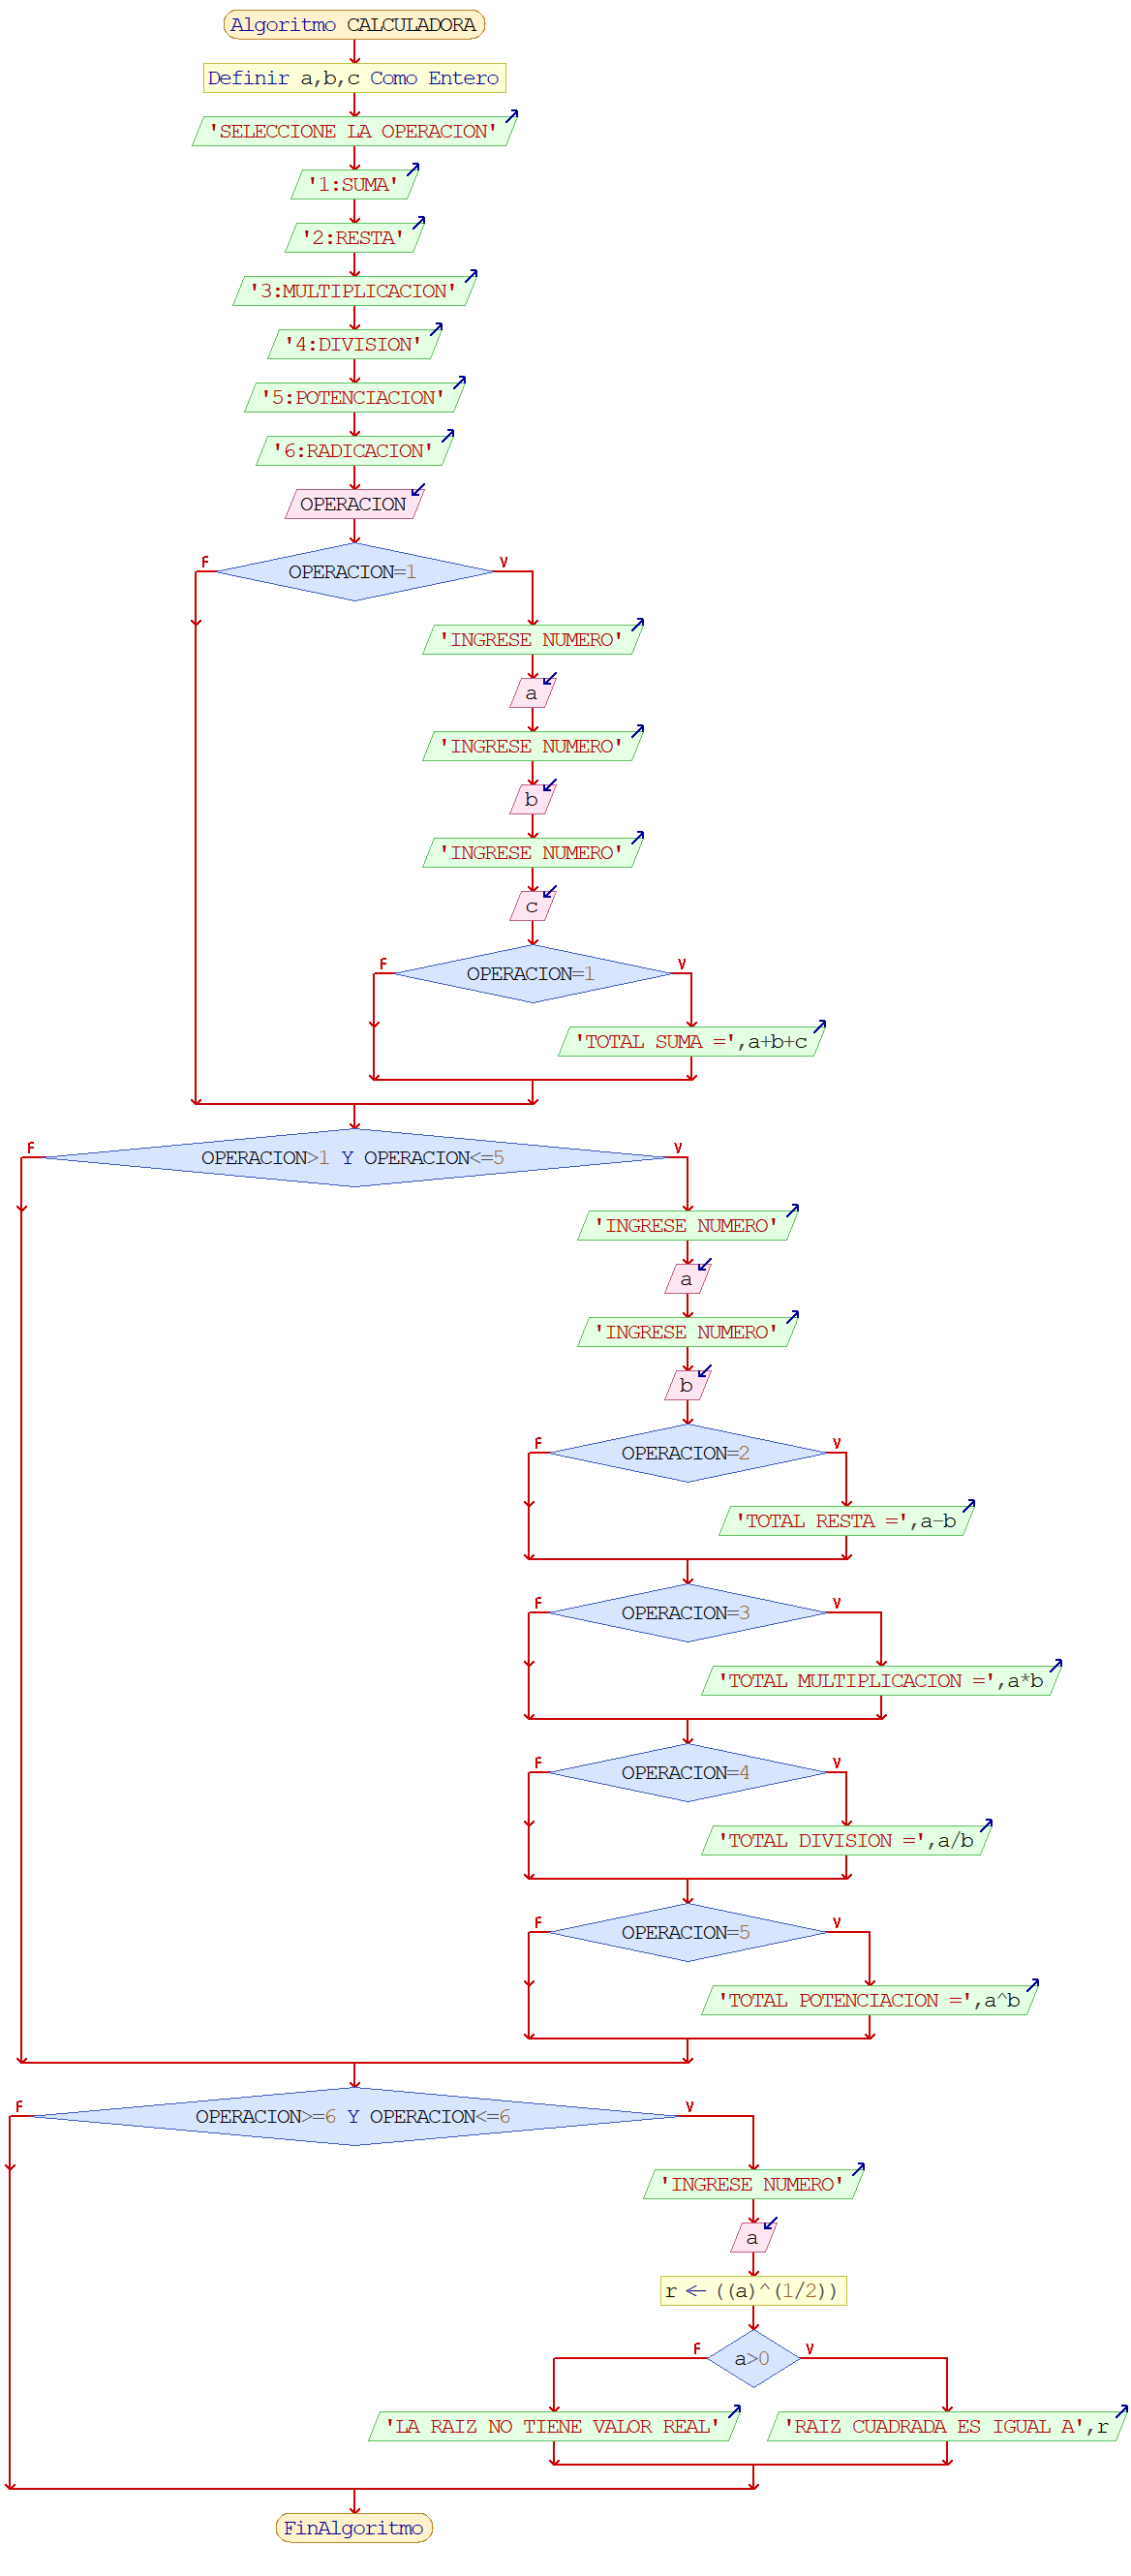 Algoritmo CALCULADORA
Definir a,b,c Como Entero
'SELECCIONE LA OPERACION'
'1:SUMA'
'2:RESTA'
'3:MULTIPLICACION'
'4:DIVISION'
'5:POTENCIACION'
'6:RADICACION'
OPERACION
F V
OPERACION=1
'INGRESE NUMERO'
a
'INGRESE NUMERO'
b
'INGRESE NUMERO'
c
F V
OPERACION=1
'TOTAL SUMA =',a+b+c
F V
OPERACION>1 Y OPERACION<=5
'INGRESE NUMERO'
a
'INGRESE NUMERO'
b
F V
OPERACION=2
'TOTAL RESTA =',a-b
F V
OPERACION=3
'TOTAL MULTIPLICACION =',a*b
F V
OPERACION=4
'TOTAL DIVISION =',a/b
F V
OPERACION=5
'TOTAL POTENCIACION =',a^b
F V
OPERACION>=6 Y OPERACION<=6
'INGRESE NUMERO'
a
r ← ((a)^(1/2))
F V
a>0
'LA RAIZ NO TIENE VALOR REAL' 'RAIZ CUADRADA ES IGUAL A',r
FinAlgoritmo